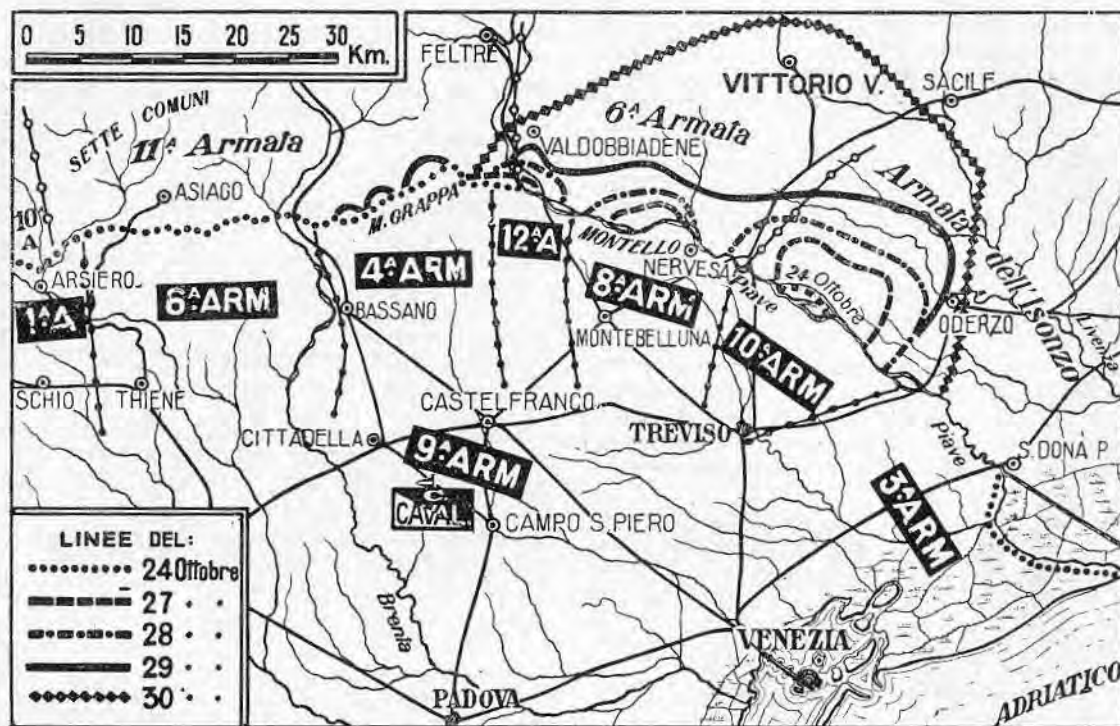 0 5 10 15 20 25 30 Km.
FELTRE
VITTORIO V.
SACILE
SETTE COMUNI
11ª Armata
6ª Armata
VALDOBBIADENE
ASIAGO
10ª A
M. GRAPPA
Armata dell'Isonzo
12ª A
MONTELLO
4ª ARM
NERVESA
24 Ottobre
ARSIERO
6ª ARM
8ª ARM
Piave
1ª A
BASSANO
MONTEBELLUNA
ODERZO
Livenza
10ª ARM
SCHIO
THIENE
CASTELFRANCO
CITTADELLA
TREVISO
Piave
9ª ARM
S. DONA P.
CAVAL.
3ª ARM
CAMPO S. PIERO
LINEE DEL:
24 Ottobre
27 " "
28 " "
29 " "
30 " "
Brenta
VENEZIA
PADOVA
ADRIATICO